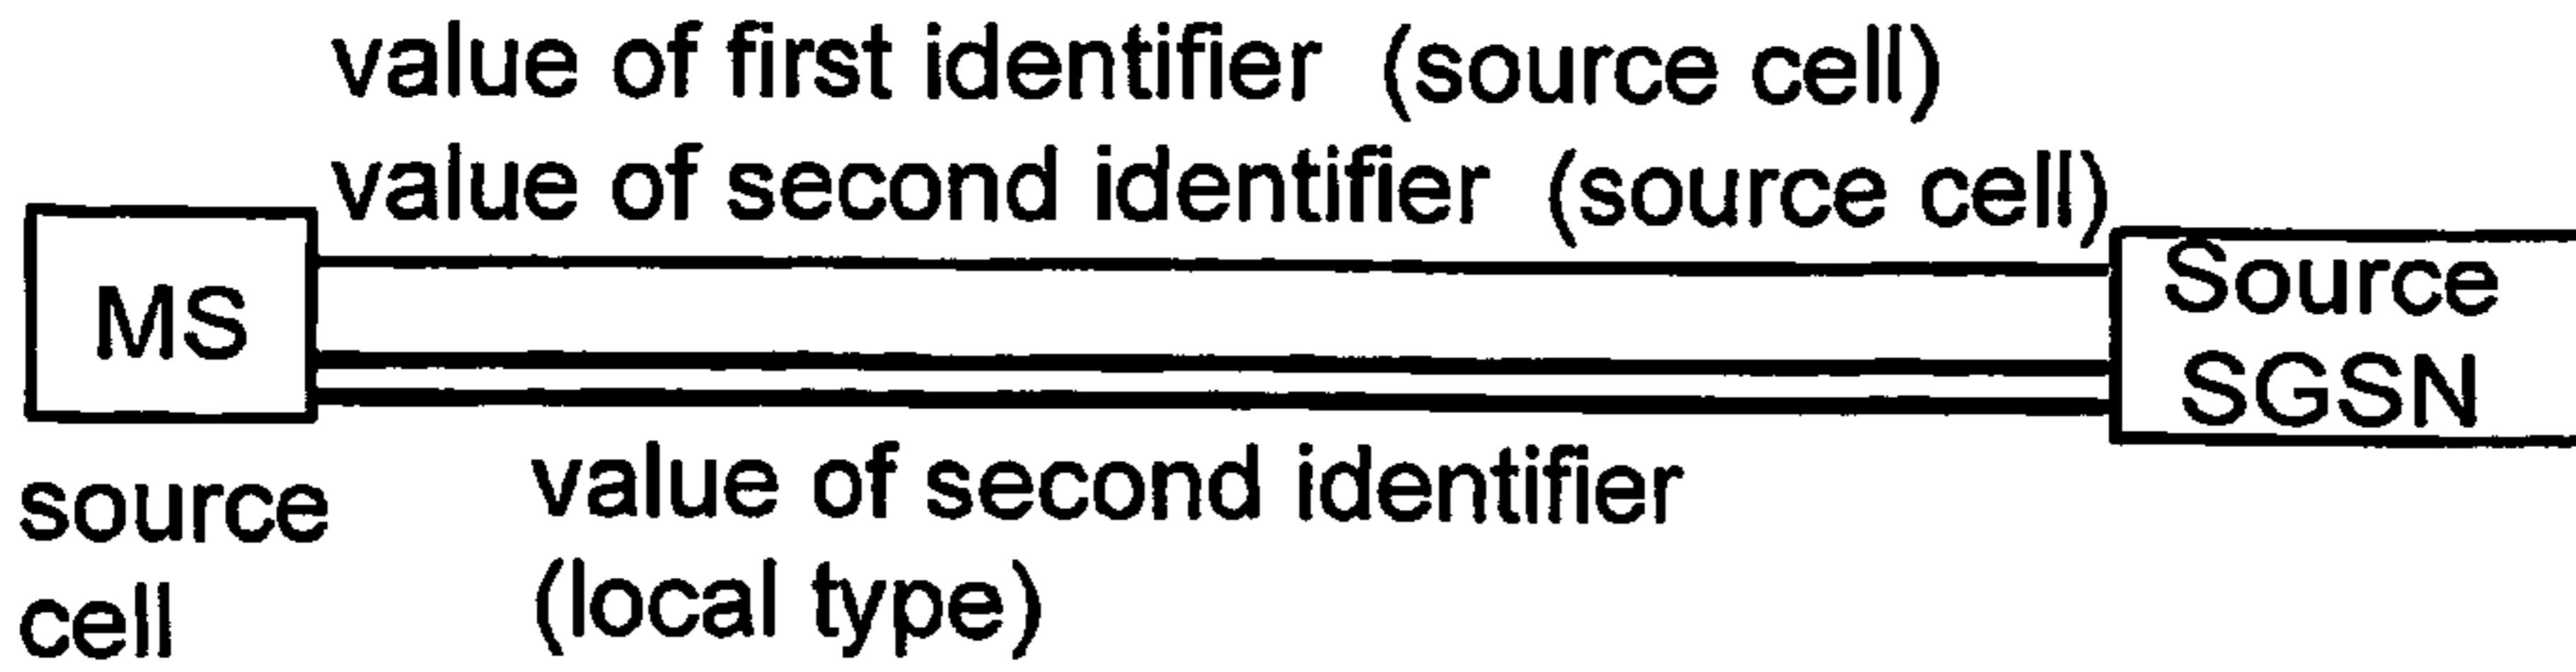 value of first identifier (source cell)
value of second identifier (source cell)
MS
Source
SGSN
source
cell
value of second identifier
(local type)